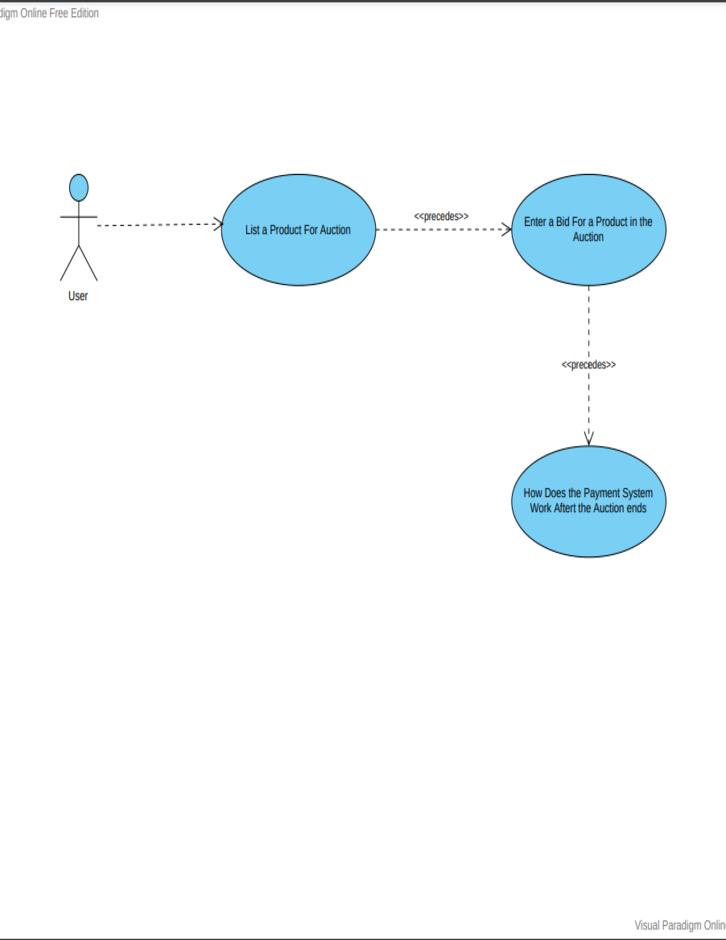 digm Online Free Edition
List a Product For Auction
<<precedes>>
Enter a Bid For a Product in the
Auction
User
<<precedes>>
How Does the Payment System
Work Aftert the Auction ends
Visual Paradigm Onlin